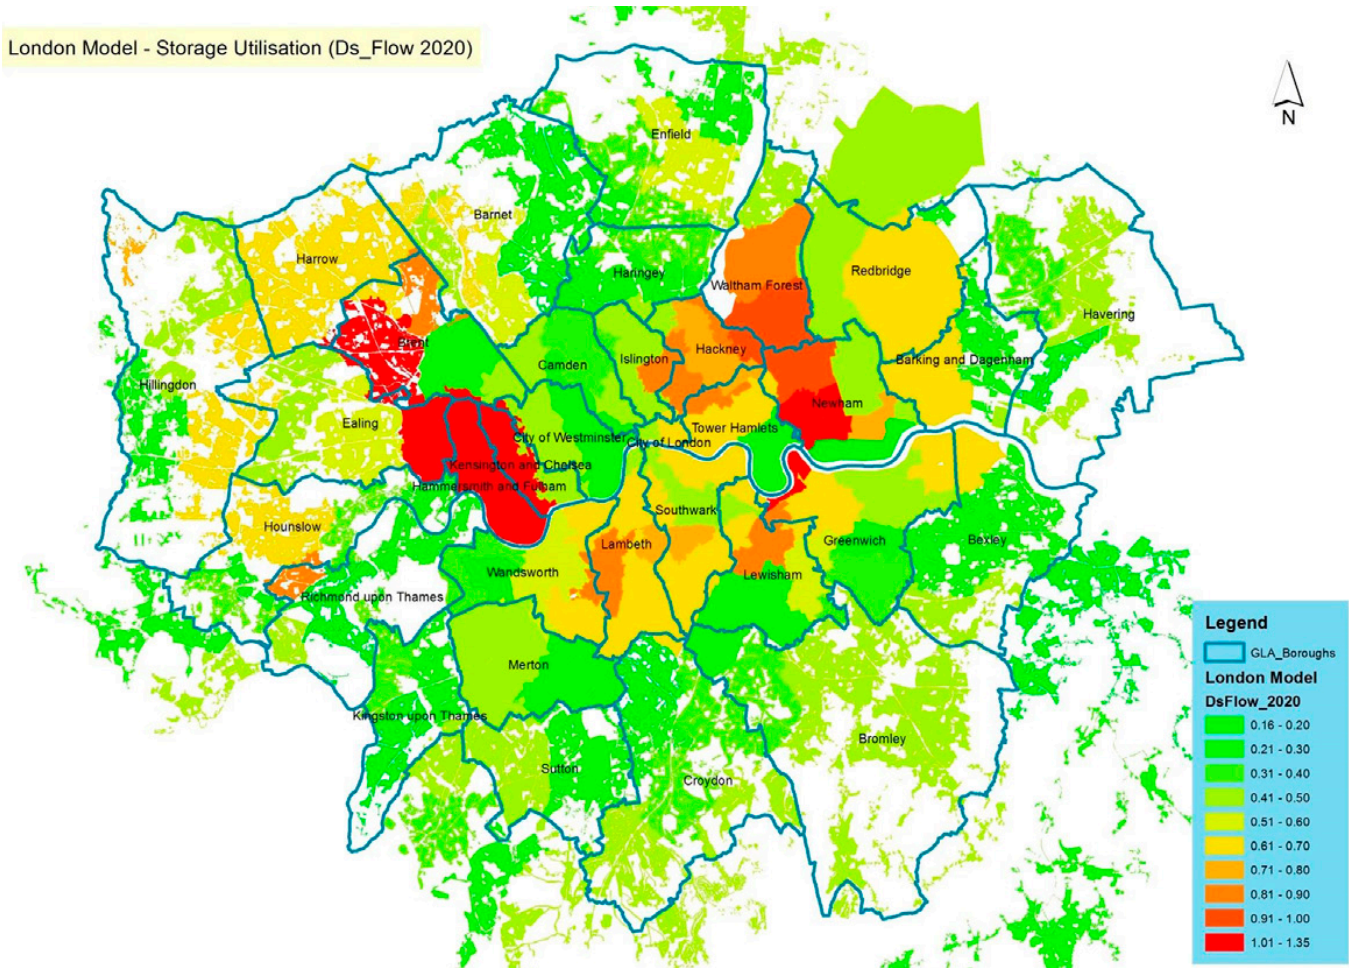 London Model - Storage Utilisation (Ds_Flow 2020)
N
Enfield
Barnet
Harrow
Haringey
Redbridge
Waltham Forest
Havering
Brent
Hackney
Islington
Camden
Barking and Dagenham
Hillingdon
Newham
Ealing
Tower Hamlets
City of Westminster
City of London
Kensington and Chelsea
Hammersmith and Fulham
Southwark
Hounslow
Lambeth
Greenwich
Bexley
Wandsworth
Lewisham
Richmond upon Thames
Merton
Kingston upon Thames
Bromley
Sutton
Croydon
Legend
GLA_Boroughs
London Model
DsFlow_2020
0.16 - 0.20
0.21 - 0.30
0.31 - 0.40
0.41 - 0.50
0.51 - 0.60
0.61 - 0.70
0.71 - 0.80
0.81 - 0.90
0.91 - 1.00
1.01 - 1.35